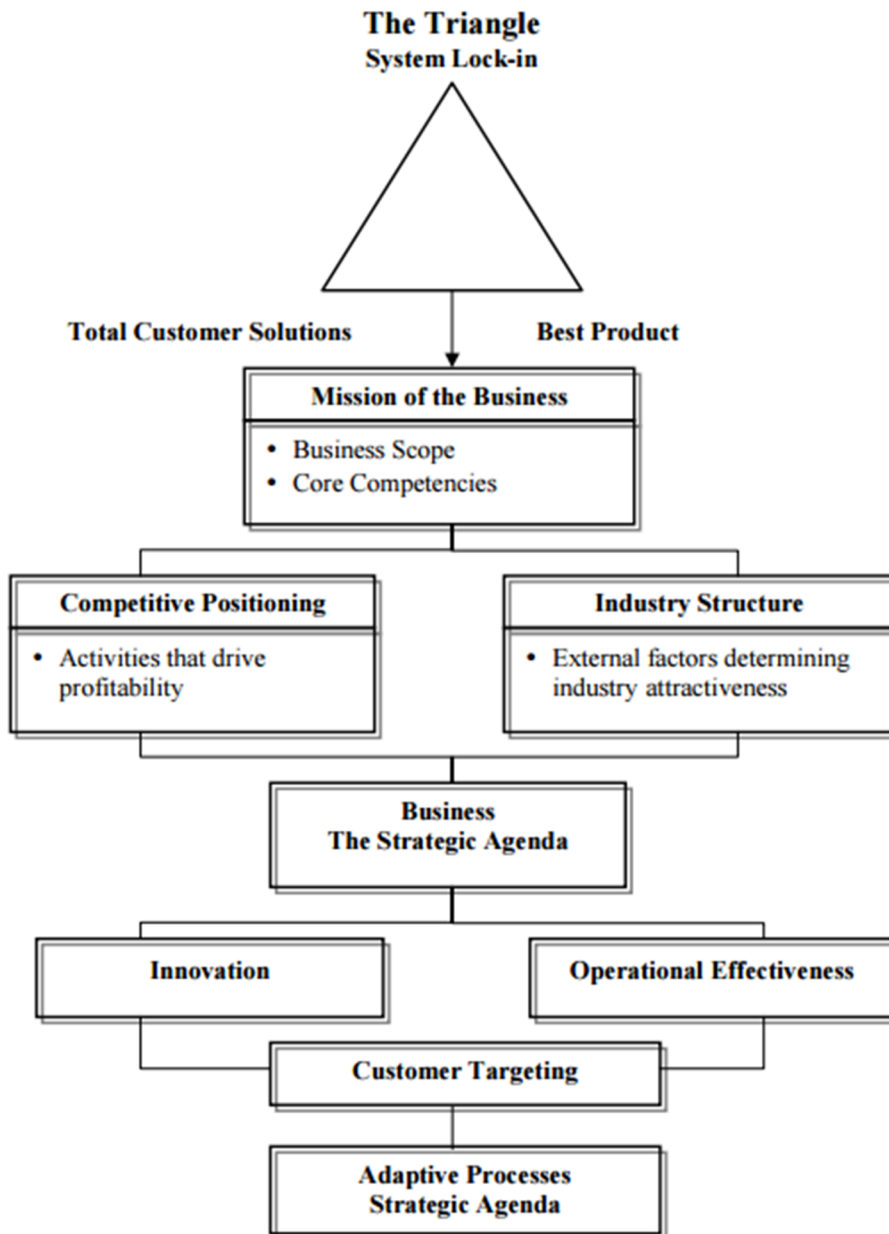 The Triangle
System Lock-in
Total Customer Solutions
Best Product
Mission of the Business
• Business Scope
• Core Competencies
Competitive Positioning
• Activities that drive
profitability
Industry Structure
• External factors determining
industry attractiveness
Business
The Strategic Agenda
Innovation
Operational Effectiveness
Customer Targeting
Adaptive Processes
Strategic Agenda